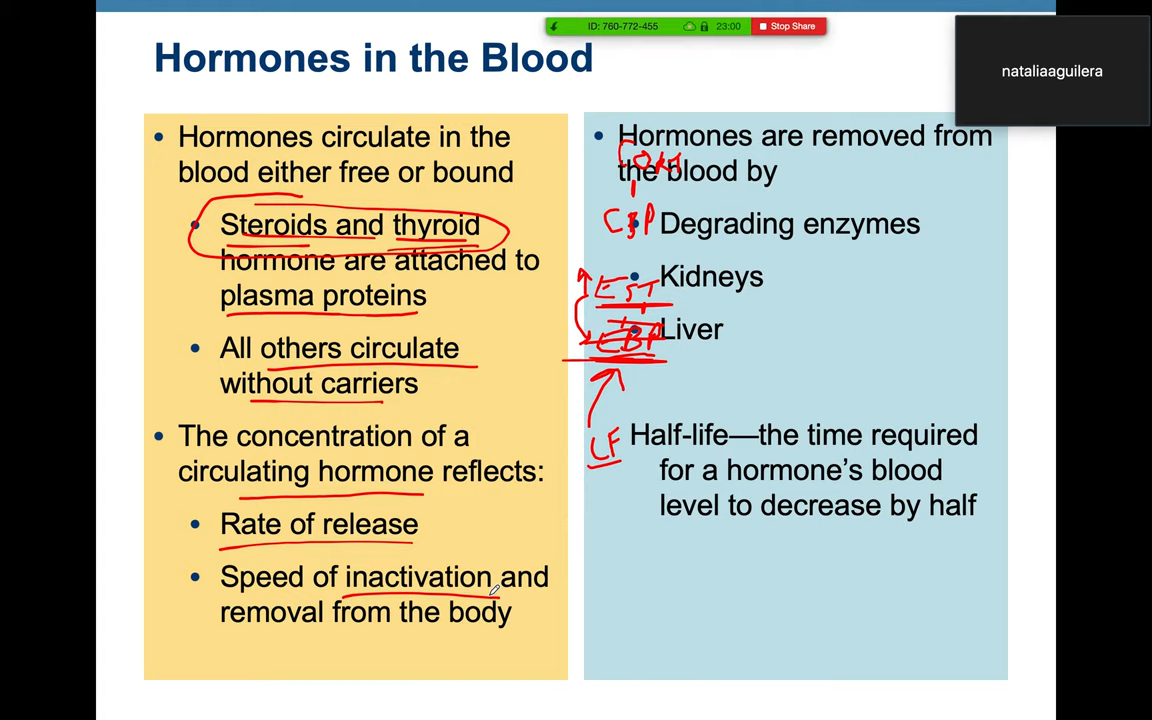 ID: 760-772-455 23:00 Stop Share
Hormones in the Blood
nataliaaguilera
• Hormones circulate in the
blood either free or bound
• Steroids and thyroid
hormone are attached to
plasma proteins
• All others circulate
without carriers
• The concentration of a
circulating hormone reflects:
• Rate of release
• Speed of inactivation and
removal from the body
• Hormones are removed from
the blood by
• Degrading enzymes
• Kidneys
• Liver
Half-life—the time required
for a hormone's blood
level to decrease by half
CBP
EST
LF